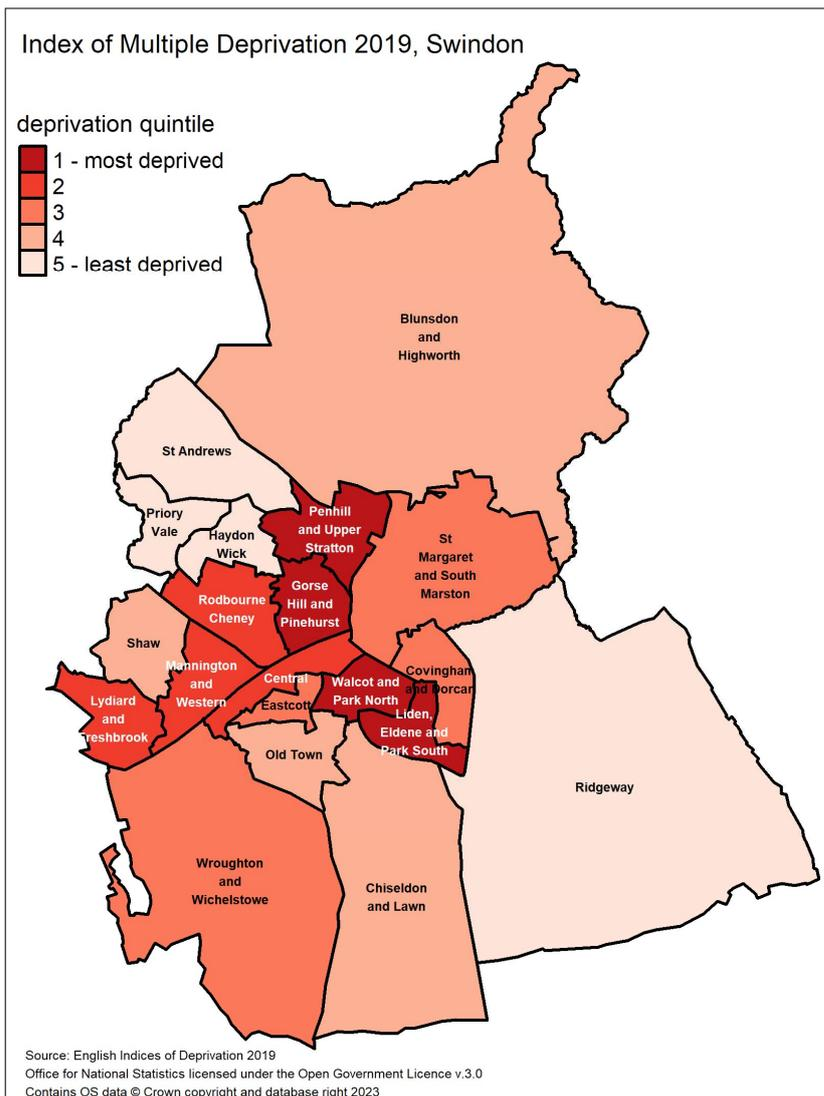 Index of Multiple Deprivation 2019, Swindon
deprivation quintile
1 - most deprived
2
3
4
5 - least deprived
Blunsdon
and
Highworth
St Andrews
Priory
Vale
Haydon
Wick
Penhill
and Upper
Stratton
St
Margaret
and South
Marston
Gorse
Hill and
Pinehurst
Rodbourne
Cheney
Shaw
Mannington
and
Western
Central
Eastcott
Walcot and
Park North
Covingham
and Dorcan
Lydiard
and
Freshbrook
Liden,
Eldene and
Park South
Old Town
Ridgeway
Wroughton
and
Wichelstowe
Chiseldon
and Lawn
Source: English Indices of Deprivation 2019
Office for National Statistics licensed under the Open Government Licence v.3.0
Contains OS data © Crown copyright and database right 2023